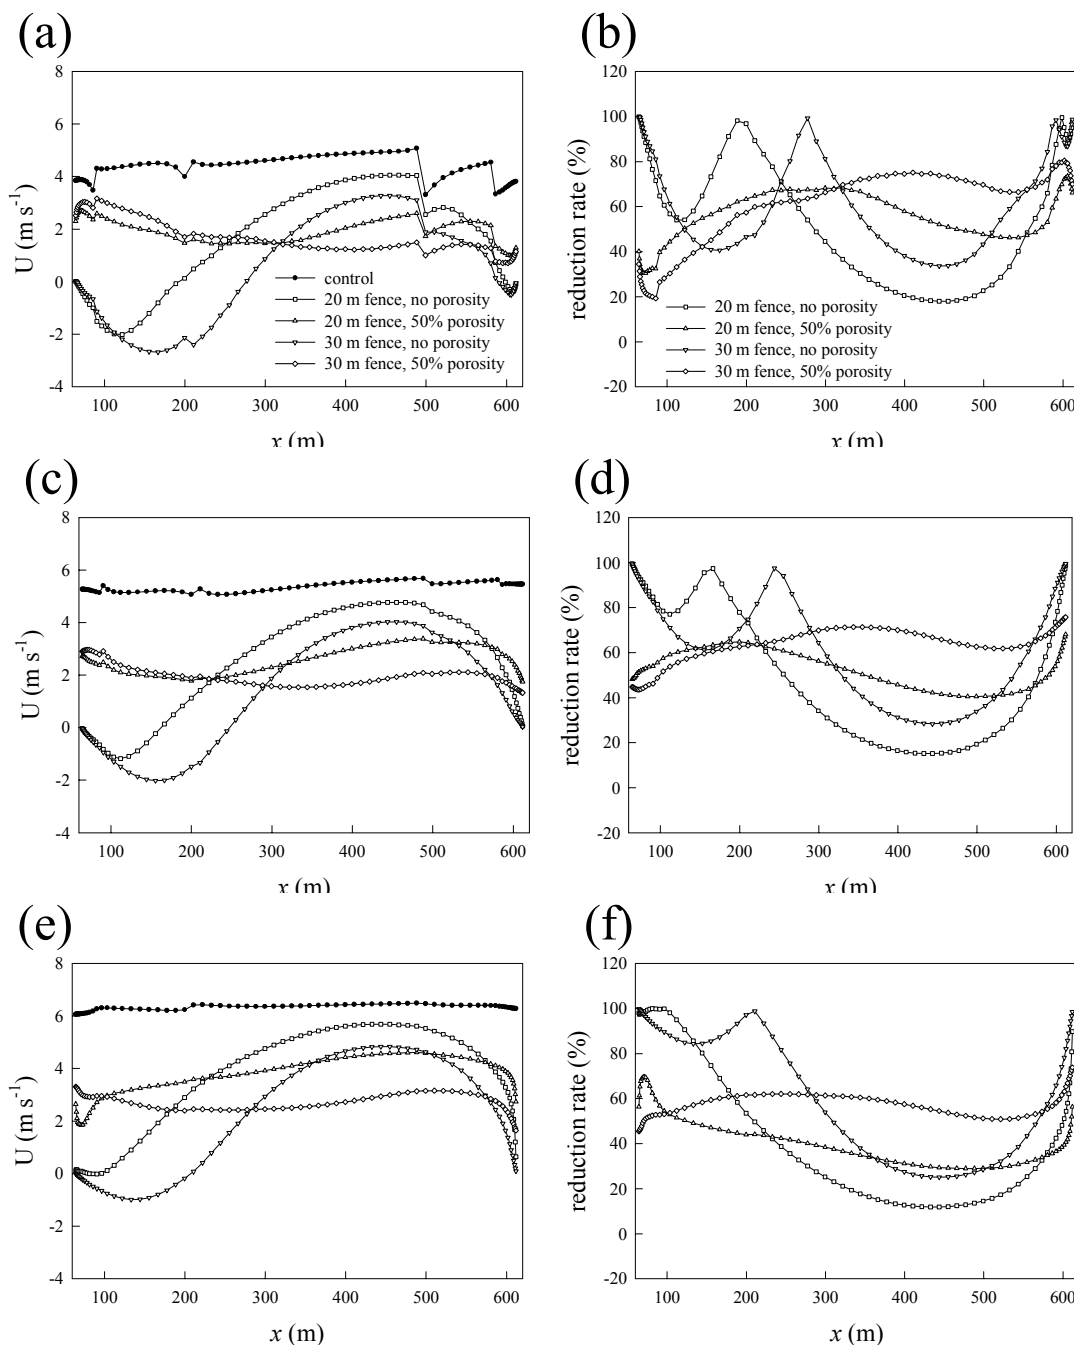 (a)
8
6
4
2
0
-2
-4
U (m s-1)
control
20 m fence, no porosity
20 m fence, 50% porosity
30 m fence, no porosity
30 m fence, 50% porosity
100 200 300 400 500 600
x (m)
(b)
120
100
80
60
40
20
0
-20
reduction rate (%)
20 m fence, no porosity
20 m fence, 50% porosity
30 m fence, no porosity
30 m fence, 50% porosity
100 200 300 400 500 600
x (m)
(c)
8
6
4
2
0
-2
-4
U (m s-1)
100 200 300 400 500 600
x (m)
(d)
120
100
80
60
40
20
0
-20
reduction rate (%)
100 200 300 400 500 600
x (m)
(e)
8
6
4
2
0
-2
-4
U (m s-1)
100 200 300 400 500 600
x (m)
(f)
120
100
80
60
40
20
0
-20
reduction rate (%)
100 200 300 400 500 600
x (m)